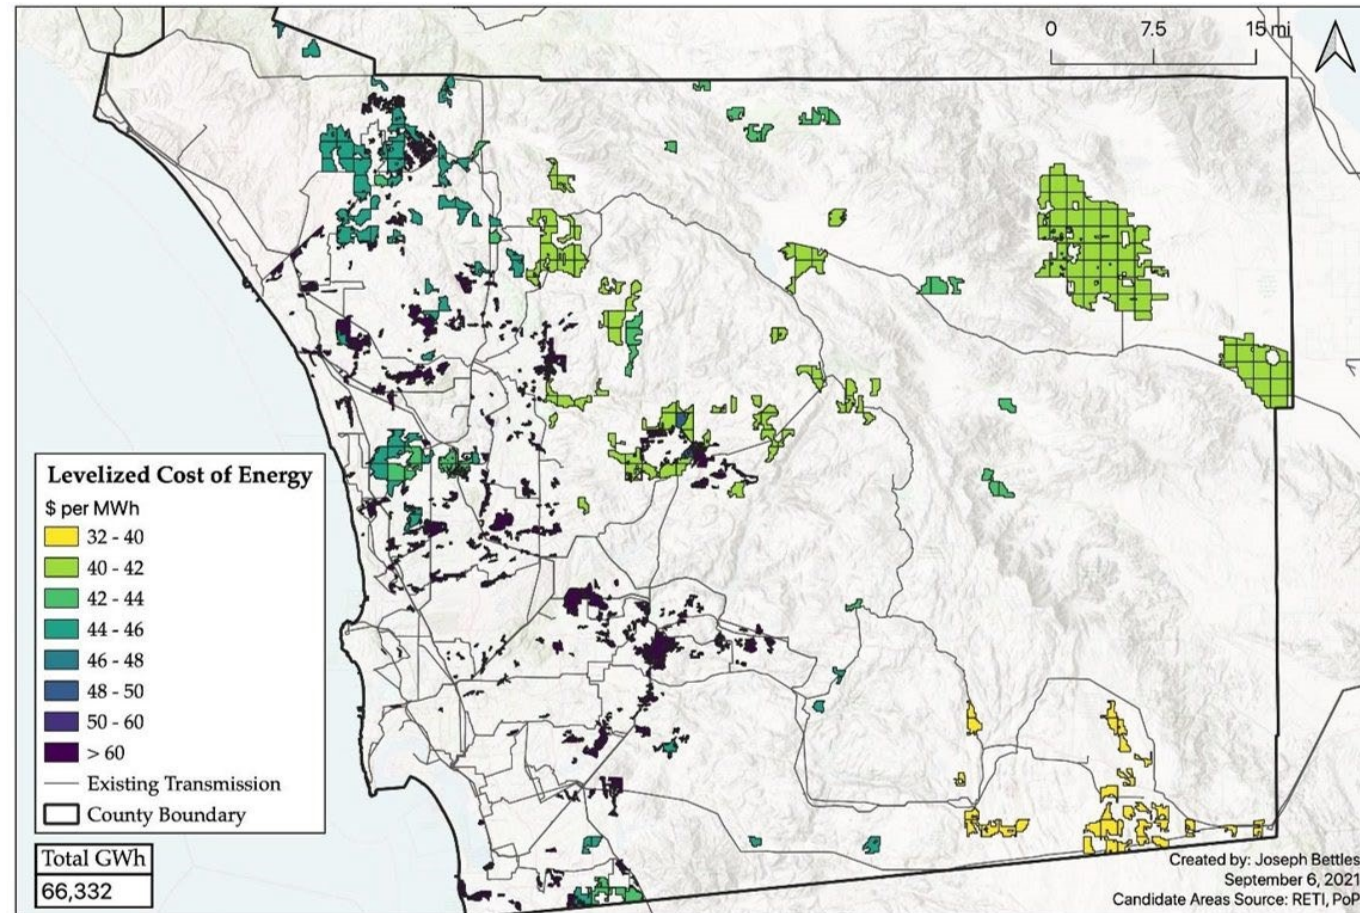 0 7.5 15 mi
Levelized Cost of Energy
$ per MWh
32 - 40
40 - 42
42 - 44
44 - 46
46 - 48
48 - 50
50 - 60
> 60
Existing Transmission
County Boundary
Total GWh
66,332
Created by: Joseph Bettles
September 6, 2021
Candidate Areas Source: RETI, PoP